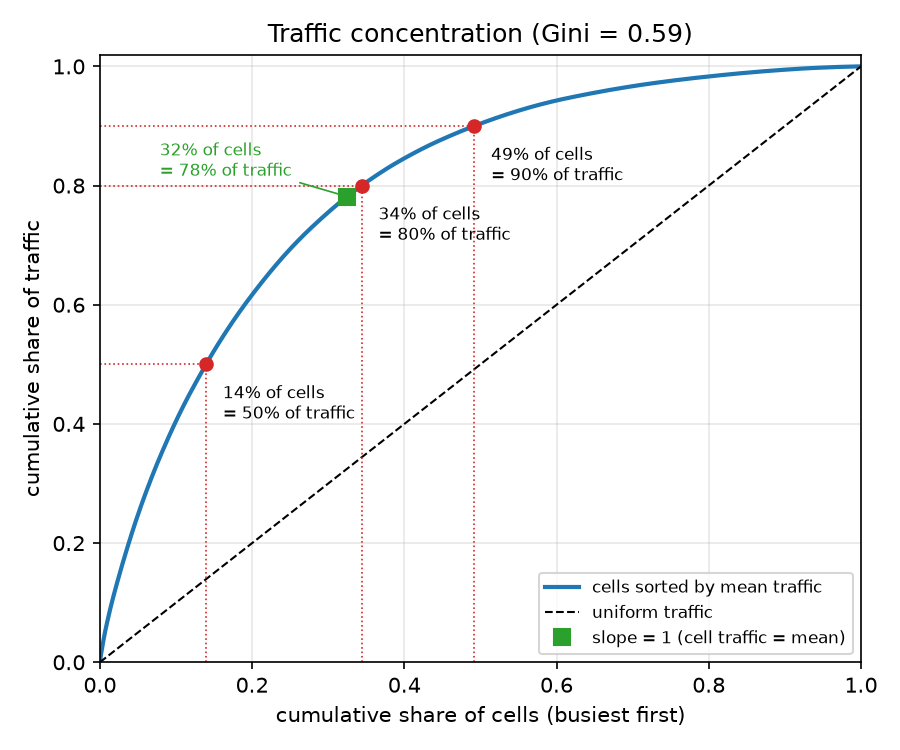 Traffic concentration (Gini = 0.59)
1.0
0.8
0.6
0.4
0.2
0.0
cumulative share of traffic
32% of cells
= 78% of traffic
49% of cells
= 90% of traffic
34% of cells
= 80% of traffic
14% of cells
= 50% of traffic
cells sorted by mean traffic
uniform traffic
slope = 1 (cell traffic = mean)
0.0 0.2 0.4 0.6 0.8 1.0
cumulative share of cells (busiest first)